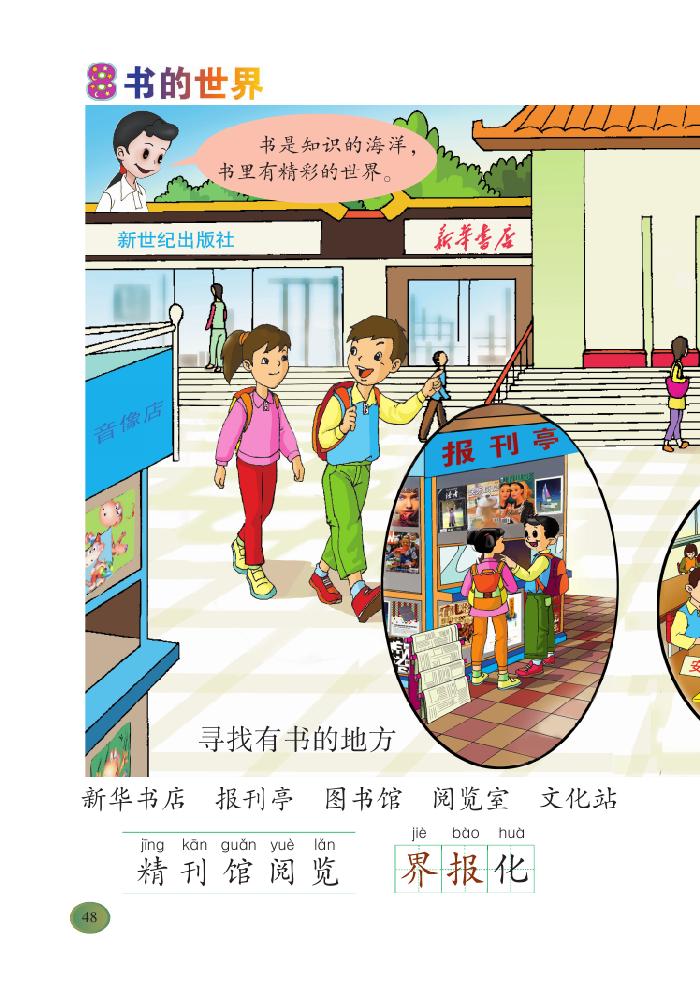 8 书的世界
书是知识的海洋，
书里有精彩的世界。
新世纪出版社
新华书店
音像店
报刊亭
寻找有书的地方
新华书店 报刊亭 图书馆 阅览室 文化站
jīng kān guǎn yuè lán
精 刊 馆 阅 览
jiè bào huà
界 报 化
48